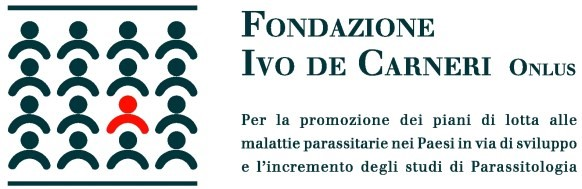 FONDAZIONE
IVO DE CARNERI ONLUS
Per la promozione dei piani di lotta alle
malattie parassitarie nei Paesi in via di sviluppo
e l'incremento degli studi di Parassitologia